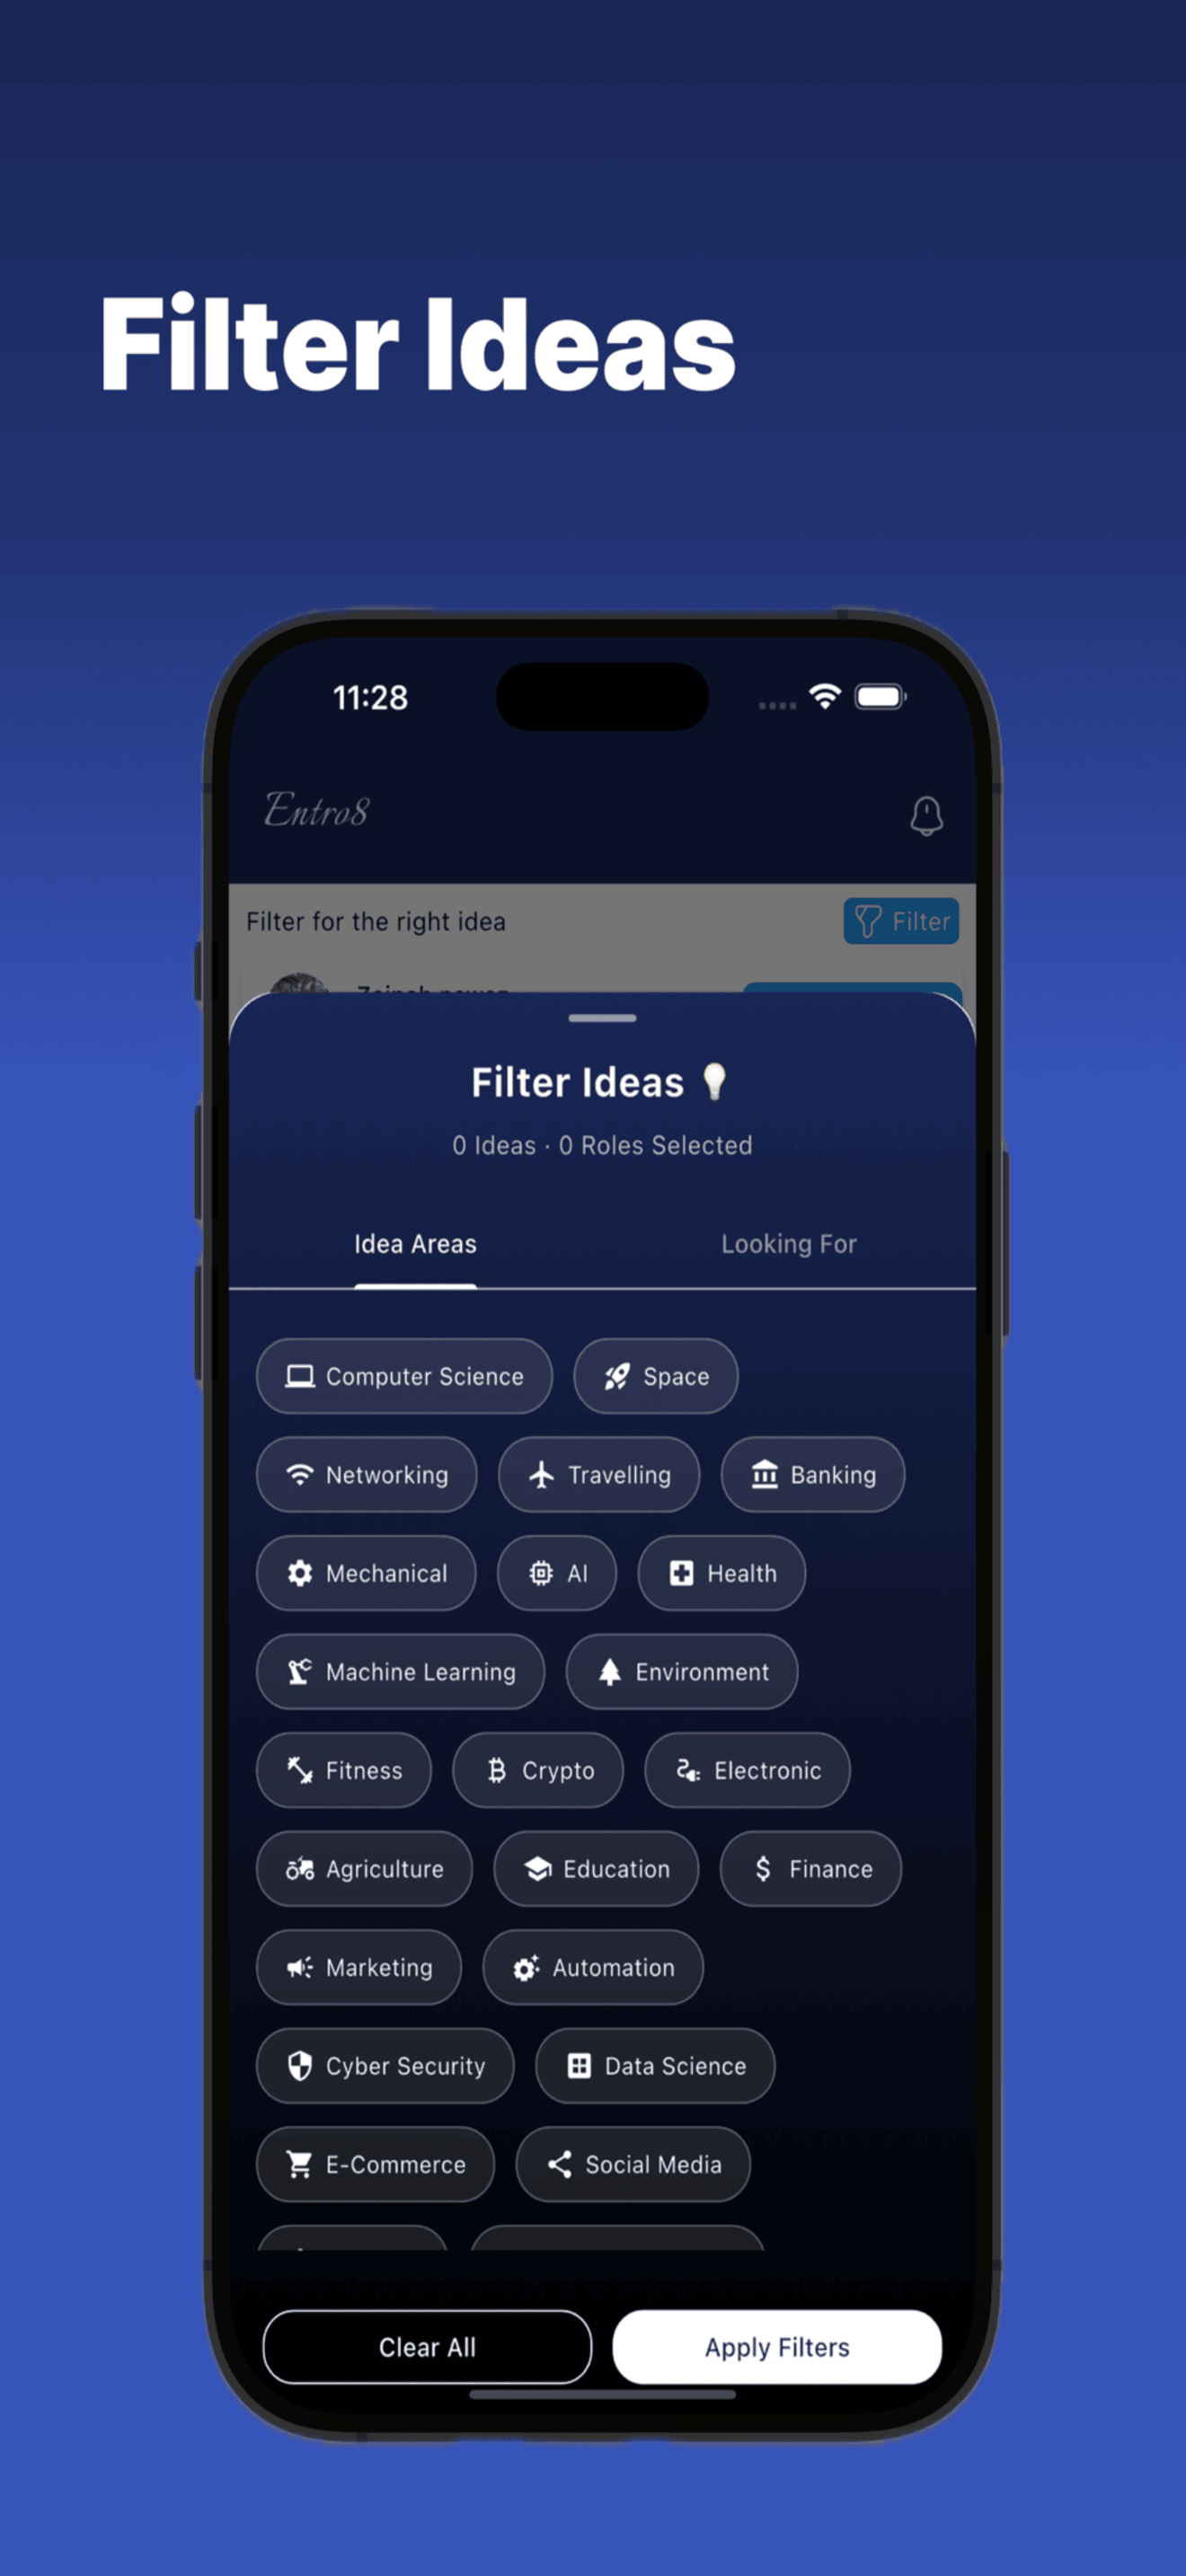 Filter Ideas
11:28
Entro8
Filter for the right idea
Filter
Filter Ideas
0 Ideas · 0 Roles Selected
Idea Areas
Looking For
Computer Science
Space
Networking
Travelling
Banking
Mechanical
AI
Health
Machine Learning
Environment
Fitness
Crypto
Electronic
Agriculture
Education
Finance
Marketing
Automation
Cyber Security
Data Science
E-Commerce
Social Media
Clear All
Apply Filters